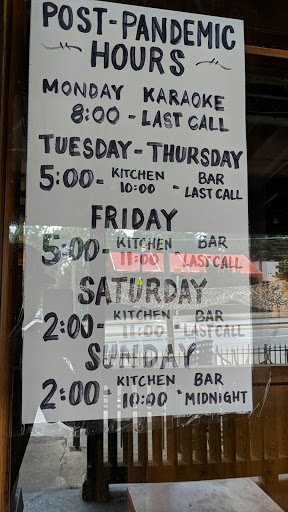 POST-PANDEMIC
HOURS
MONDAY KARAOKE
8:00 - LAST CALL
TUESDAY - THURSDAY
5:00 - KITCHEN 10:00 - BAR LAST CALL
FRIDAY
5:00 - KITCHEN 11:00 - BAR LAST CALL
SATURDAY
2:00 - KITCHEN 11:00 - BAR LAST CALL
SUNDAY
2:00 - KITCHEN 10:00 - BAR MIDNIGHT